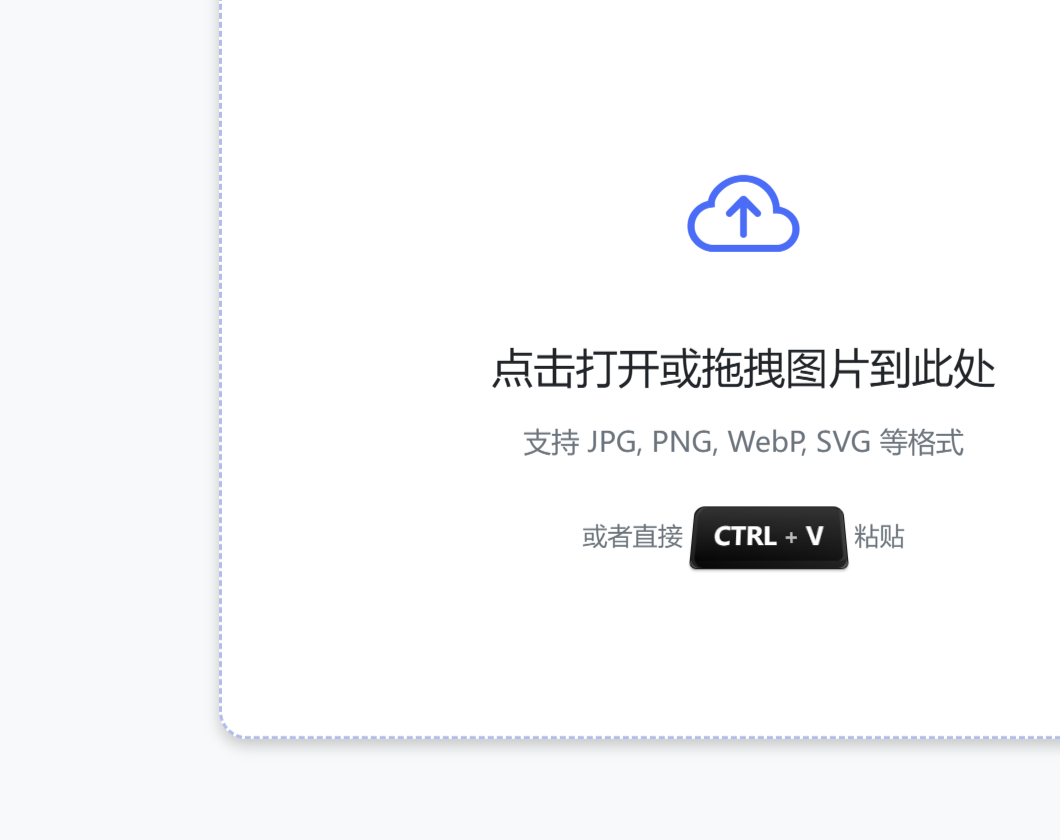 点击打开或拖拽图片到此处
支持 JPG, PNG, WebP, SVG 等格式
或者直接 CTRL + V 粘贴